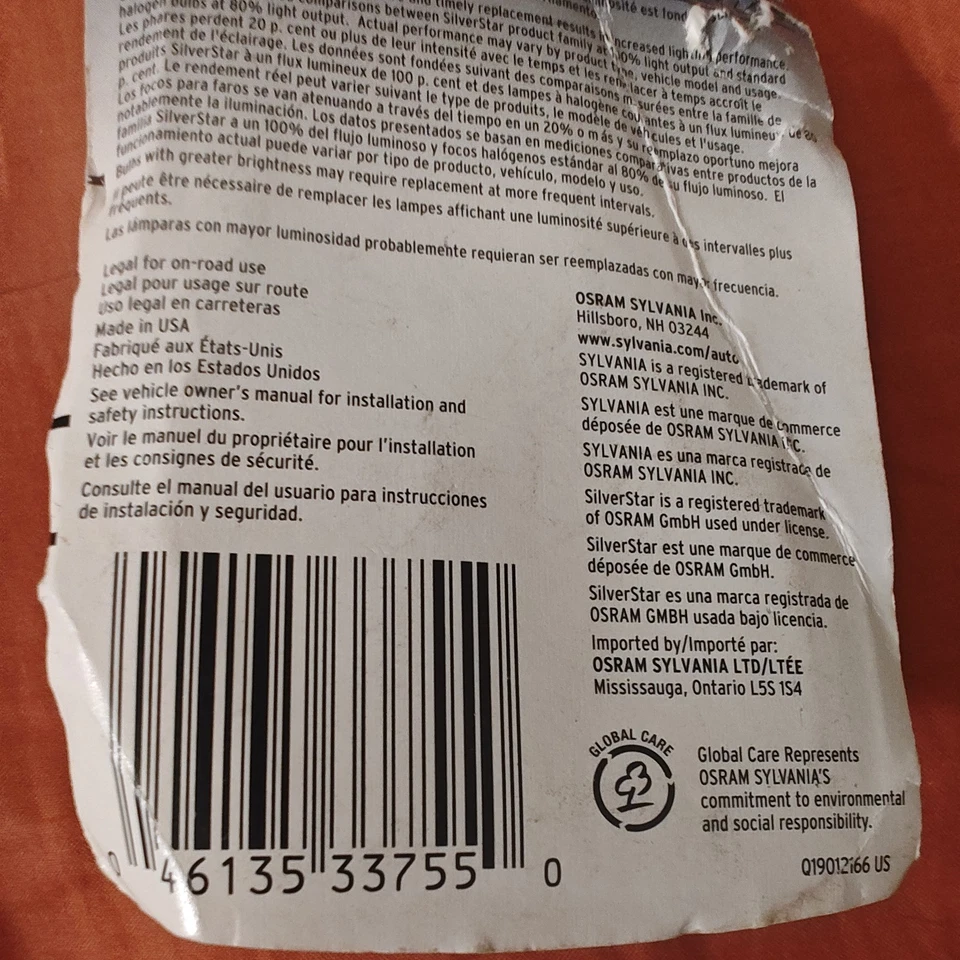 timely replacement results in increased light performance.
halogen bulbs at 80% light output. Actual performance may vary by product type, vehicle model and usage.
Les phares perdent 20 p. cent ou plus de leur intensité avec le temps et les remplacer à temps accroît le
rendement de l'éclairage. Les données sont fondées suivant des comparaisons mesurées entre la famille de
produits SilverStar à un flux lumineux de 100 p. cent et des lampes à halogène courantes à un flux lumineux de 80
p. cent. Le rendement réel peut varier suivant le type de produits, le modèle de véhicules et l'usage.
Los focos para faros se van atenuando a través del tiempo en un 20% o más y su reemplazo oportuno mejora
notablemente la iluminación. Los datos presentados se basan en mediciones comparativas entre productos de la
familia SilverStar a un 100% del flujo luminoso y focos halógenos estándar al 80% de su flujo luminoso. El
funcionamiento actual puede variar por tipo de producto, vehículo, modelo y uso.
Bulbs with greater brightness may require replacement at more frequent intervals.
Il peute être nécessaire de remplacer les lampes affichant une luminosité supérieure à des intervalles plus
fréquents.
Las lámparas con mayor luminosidad probablemente requieran ser reemplazadas con mayor frecuencia.
Legal for on-road use
Legal pour usage sur route
Uso legal en carreteras
Made in USA
Fabriqué aux États-Unis
Hecho en los Estados Unidos
See vehicle owner's manual for installation and
safety instructions.
Voir le manuel du propriétaire pour l'installation
et les consignes de sécurité.
Consulte el manual del usuario para instrucciones
de instalación y seguridad.
OSRAM SYLVANIA Inc.
Hillsboro, NH 03244
www.sylvania.com/auto
SYLVANIA is a registered trademark of
OSRAM SYLVANIA INC.
SYLVANIA est une marque de commerce
déposée de OSRAM SYLVANIA INC.
SYLVANIA es una marca registrada de
OSRAM SYLVANIA INC.
SilverStar is a registered trademark
of OSRAM GmbH used under license.
SilverStar est une marque de commerce
déposée de OSRAM GmbH.
SilverStar es una marca registrada de
OSRAM GMBH usada bajo licencia.
Imported by/Importé par:
OSRAM SYLVANIA LTD/LTÉE
Mississauga, Ontario L5S 1S4
GLOBAL CARE
Global Care Represents
OSRAM SYLVANIA'S
commitment to environmental
and social responsibility.
0 46135 33755 0
Q19012166 US